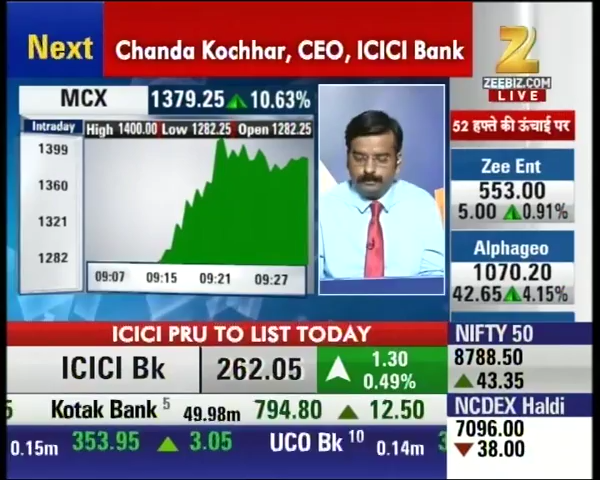 Next
Chanda Kochhar, CEO, ICICI Bank
Z
ZEEBIZ.COM
LIVE
MCX 1379.25 ▲ 10.63%
Intraday High 1400.00 Low 1282.25 Open 1282.25
1399
1360
1321
1282
09:07 09:15 09:21 09:27
52 हफ्ते की ऊंचाई पर
Zee Ent
553.00
5.00 ▲ 0.91%
Alphageo
1070.20
42.65 ▲ 4.15%
ICICI PRU TO LIST TODAY
ICICI Bk 262.05 1.30
0.49%
NIFTY 50
8788.50
▲ 43.35
Kotak Bank 5 49.98m 794.80 ▲ 12.50
NCDEX Haldi
7096.00
▼ 38.00
0.15m 353.95 ▲ 3.05 UCO Bk 10 0.14m